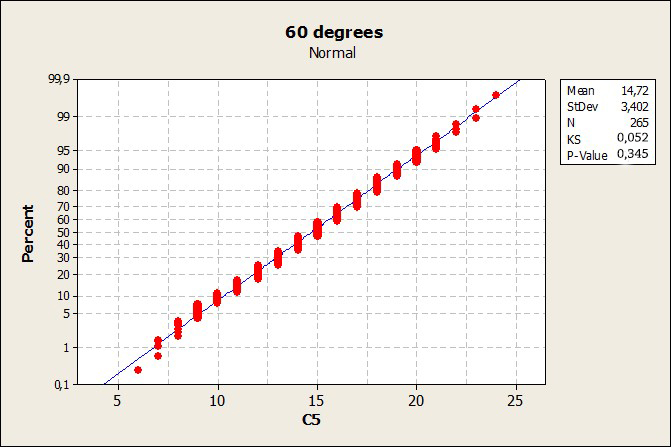 60 degrees
Normal
99,9
99
95
90
80
70
60
50
40
30
20
10
5
1
0,1
Percent
5 10 15 20 25
C5
Mean 14,72
StDev 3,402
N 265
KS 0,052
P-Value 0,345